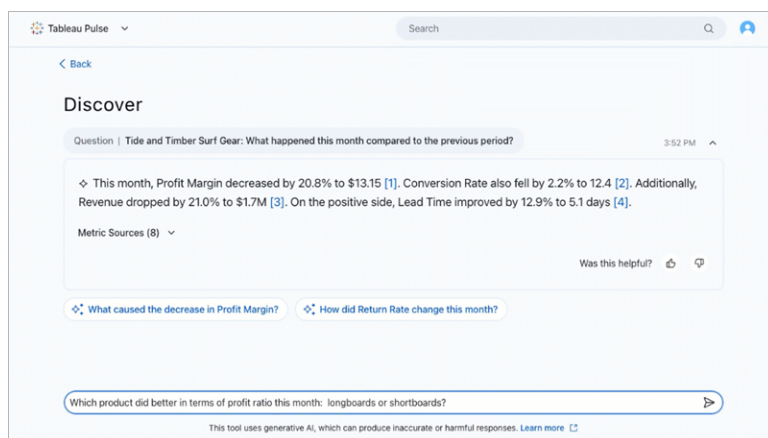 Tableau Pulse
Search
Back
Discover
Question | Tide and Timber Surf Gear: What happened this month compared to the previous period?
3:52 PM
This month, Profit Margin decreased by 20.8% to $13.15 [1]. Conversion Rate also fell by 2.2% to 12.4 [2]. Additionally,
Revenue dropped by 21.0% to $1.7M [3]. On the positive side, Lead Time improved by 12.9% to 5.1 days [4].
Metric Sources (8)
Was this helpful?
What caused the decrease in Profit Margin?
How did Return Rate change this month?
Which product did better in terms of profit ratio this month: longboards or shortboards?
This tool uses generative AI, which can produce inaccurate or harmful responses. Learn more